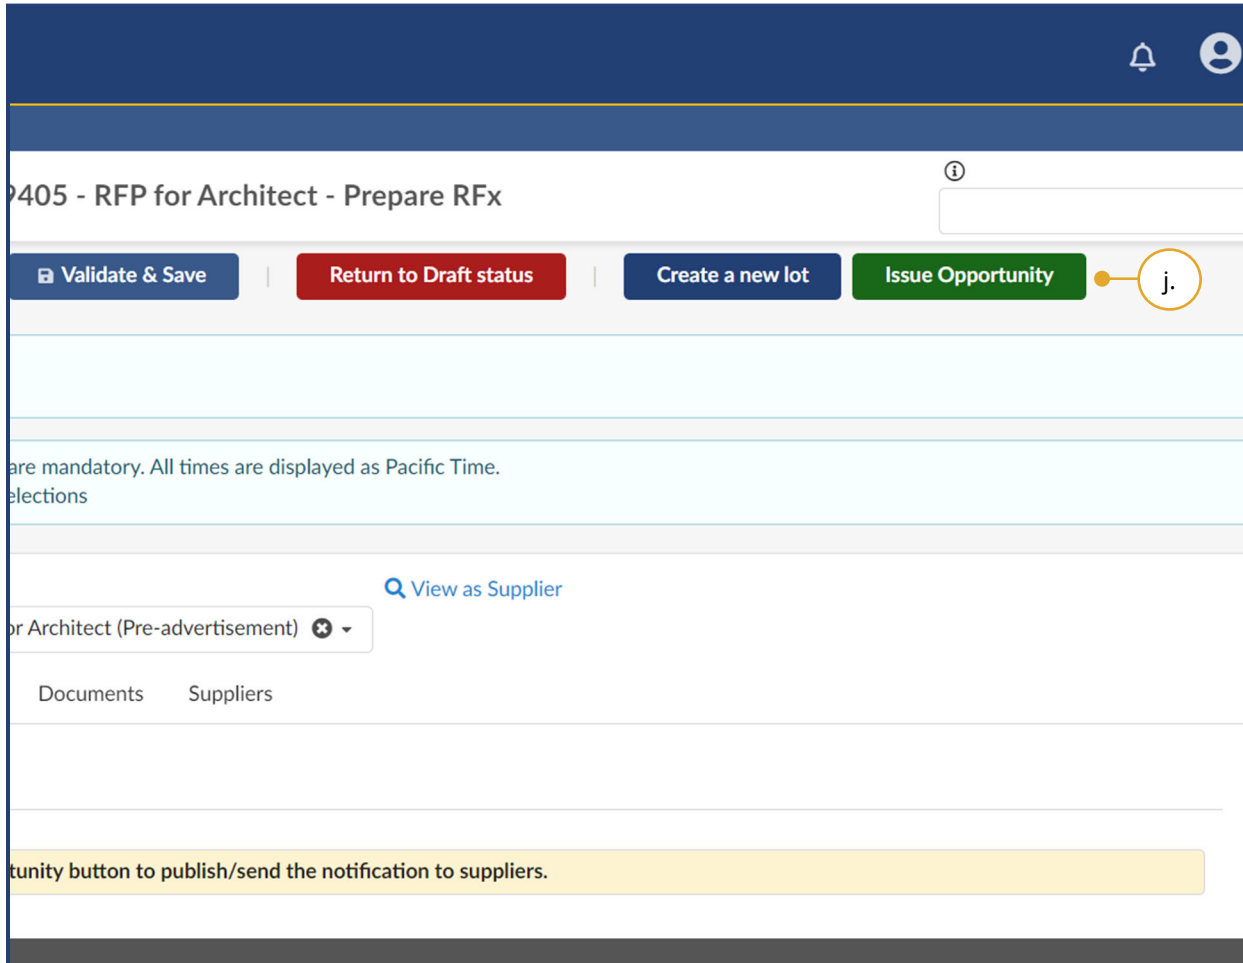 9405 - RFP for Architect - Prepare RFx
Validate & Save
Return to Draft status
Create a new lot
Issue Opportunity
j.
are mandatory. All times are displayed as Pacific Time.
elections
View as Supplier
or Architect (Pre-advertisement)
Documents
Suppliers
tunity button to publish/send the notification to suppliers.